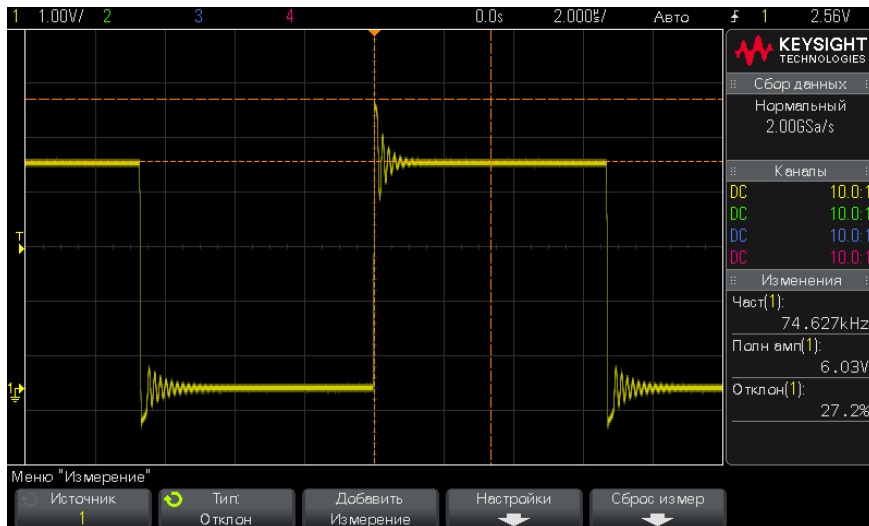 1 1.00V/ 2 3 4 0.0s 2.000㎲/ Авто 1 2.56V
KEYSIGHT
TECHNOLOGIES
Сбор данных
Нормальный
2.00GSa/s
Каналы
DC 10.0:1
DC 10.0:1
DC 10.0:1
DC 10.0:1
Изменения
Част(1):
74.627kHz
Полн амп(1):
6.03V
Отклон(1):
27.2%
T
1
Меню "Измерение"
Источник
1
Тип:
Отклон
Добавить
Измерение
Настройки
Сброс измер